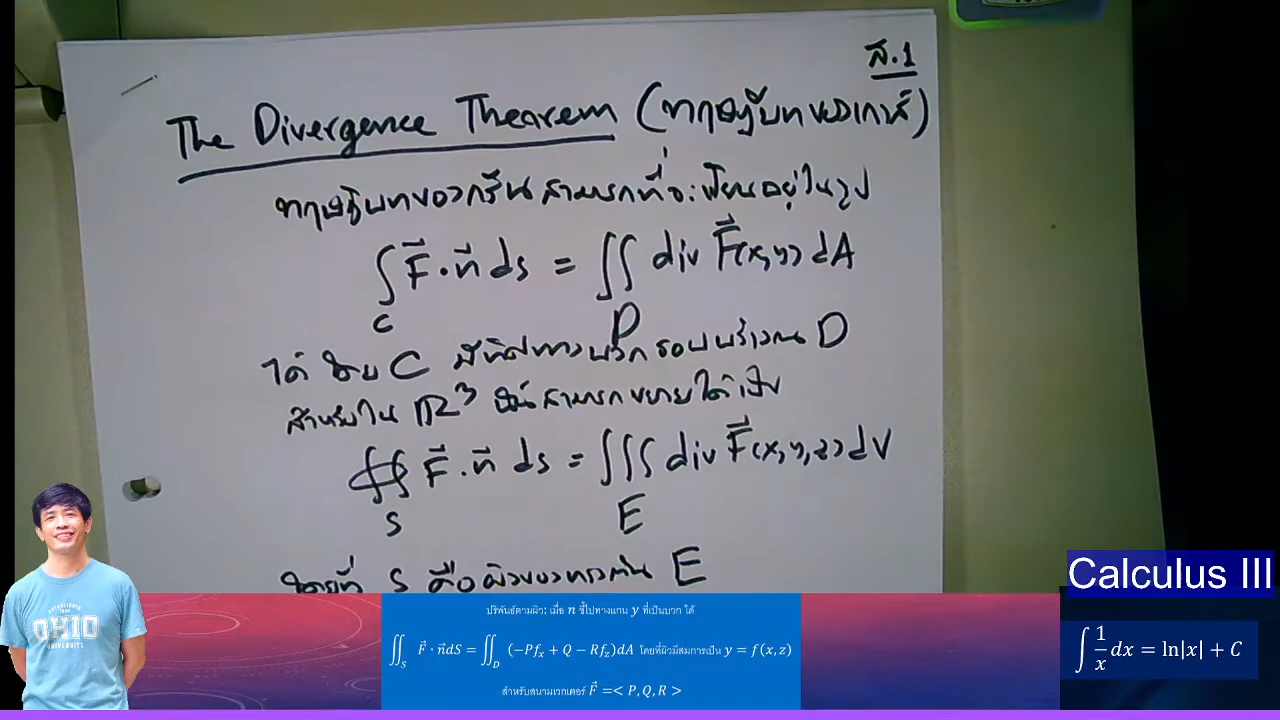 ส.1
The Divergence Theorem (ทฤษฎีบทของเกาส์)
ทฤษฎีบทของกรีนสามารถที่จะเขียนอยู่ในรูป
∫_C F⃗·n⃗ ds = ∬_D div F⃗(x,y) dA
ได้ โดย C มีทิศทางบวก รอบบริเวณ D
สำหรับใน ℝ³ สามารถขยายได้เป็น
∯_S F⃗·n⃗ ds = ∭_E div F⃗(x,y,z) dV
โดยที่ S คือผิวของทรงตัน E
ESTABLISHED
OHIO
UNIVERSITY
ปริพันธ์ตามผิว: เมื่อ n ชี้ไปทางแกน y ที่เป็นบวก ได้
∬_S F⃗·n⃗dS = ∬_D (−Pf_x + Q − Rf_z)dA โดยที่ผิวมีสมการเป็น y = f(x,z)
สำหรับสนามเวกเตอร์ F⃗ =< P,Q,R >
Calculus III
∫ 1/x dx = ln|x| + C